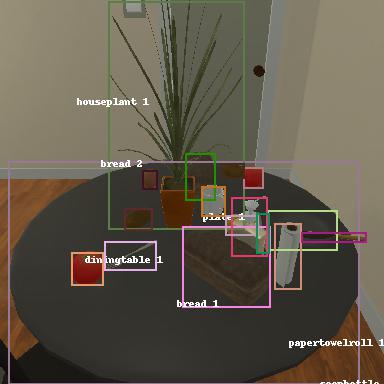 houseplant 1
bread 2
plate 1
diningtable 1
bread 1
papertowelroll 1